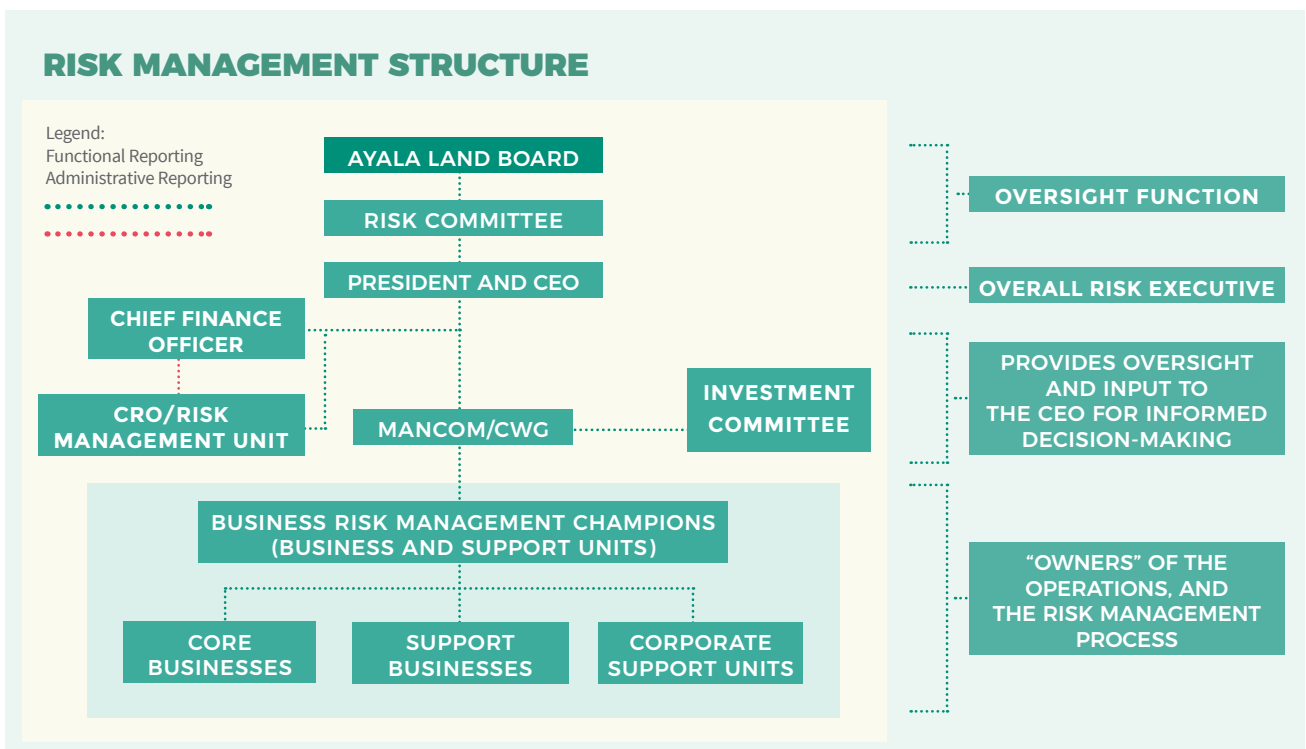 RISK MANAGEMENT STRUCTURE
Legend:
Functional Reporting
Administrative Reporting
AYALA LAND BOARD
RISK COMMITTEE
PRESIDENT AND CEO
CHIEF FINANCE
OFFICER
CRO/RISK
MANAGEMENT UNIT
MANCOM/CWG
INVESTMENT
COMMITTEE
BUSINESS RISK MANAGEMENT CHAMPIONS
(BUSINESS AND SUPPORT UNITS)
CORE
BUSINESSES
SUPPORT
BUSINESSES
CORPORATE
SUPPORT UNITS
OVERSIGHT FUNCTION
OVERALL RISK EXECUTIVE
PROVIDES OVERSIGHT
AND INPUT TO
THE CEO FOR INFORMED
DECISION-MAKING
“OWNERS” OF THE
OPERATIONS, AND
THE RISK MANAGEMENT
PROCESS